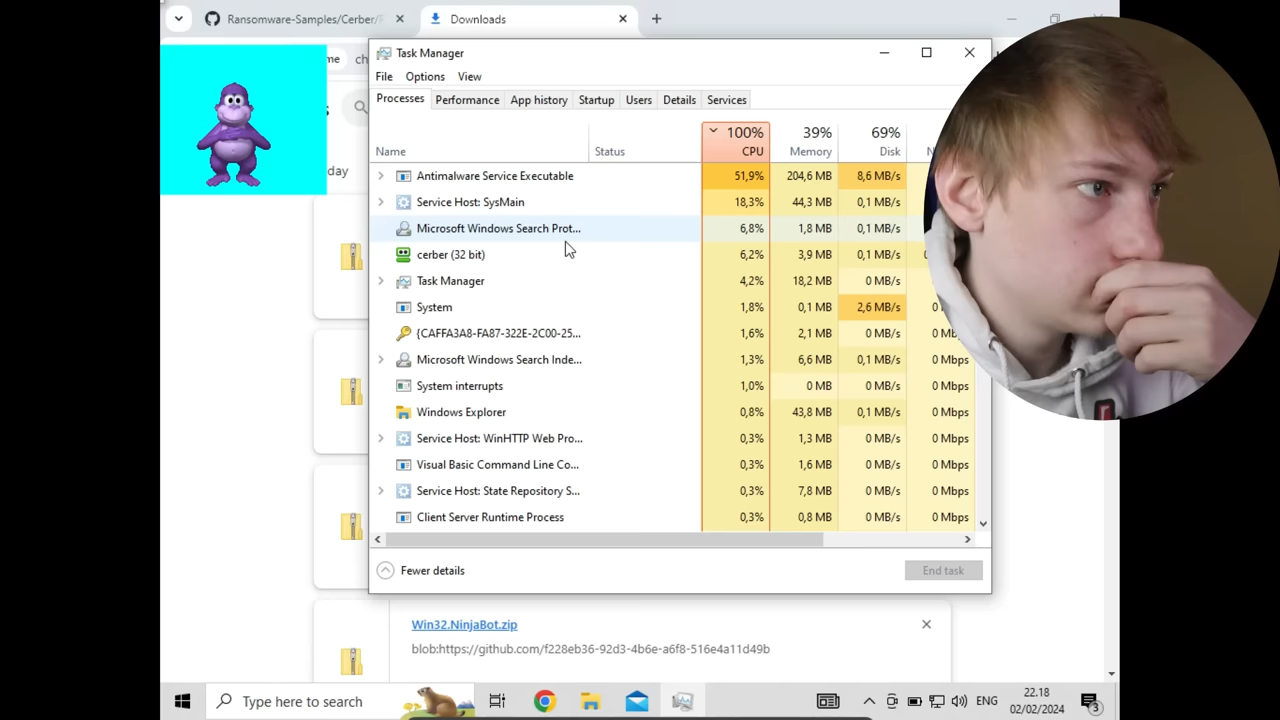 Ransomware-Samples/Cerber/
Downloads
Task Manager
File Options View
Processes Performance App history Startup Users Details Services
Name Status 100% CPU 39% Memory 69% Disk
Antimalware Service Executable 51,9% 204,6 MB 8,6 MB/s
Service Host: SysMain 18,3% 44,3 MB 0,1 MB/s
Microsoft Windows Search Prot... 6,8% 1,8 MB 0,1 MB/s
cerber (32 bit) 6,2% 3,9 MB 0,1 MB/s
Task Manager 4,2% 18,2 MB 0 MB/s
System 1,8% 0,1 MB 2,6 MB/s
{CAFFA3A8-FA87-322E-2C00-25... 1,6% 2,1 MB 0 MB/s
Microsoft Windows Search Inde... 1,3% 6,6 MB 0,1 MB/s 0 Mbps
System interrupts 1,0% 0 MB 0 MB/s 0 Mbps
Windows Explorer 0,8% 43,8 MB 0,1 MB/s 0 Mbps
Service Host: WinHTTP Web Pro... 0,3% 1,3 MB 0 MB/s 0 Mbps
Visual Basic Command Line Co... 0,3% 1,6 MB 0 MB/s 0 Mbps
Service Host: State Repository S... 0,3% 7,8 MB 0 MB/s 0 Mbps
Client Server Runtime Process 0,3% 0,8 MB 0 MB/s 0 Mbps
Fewer details End task
Win32.NinjaBot.zip
blob:https://github.com/f228eb36-92d3-4b6e-a6f8-516e4a11d49b
Type here to search
ENG
22.18
02/02/2024
3